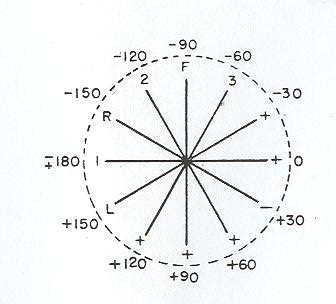 -90
-120 -60
F
2 3
-150 -30
R +
∓180 I + 0
L -
+150 +30
+ + +
+120 +60
+90